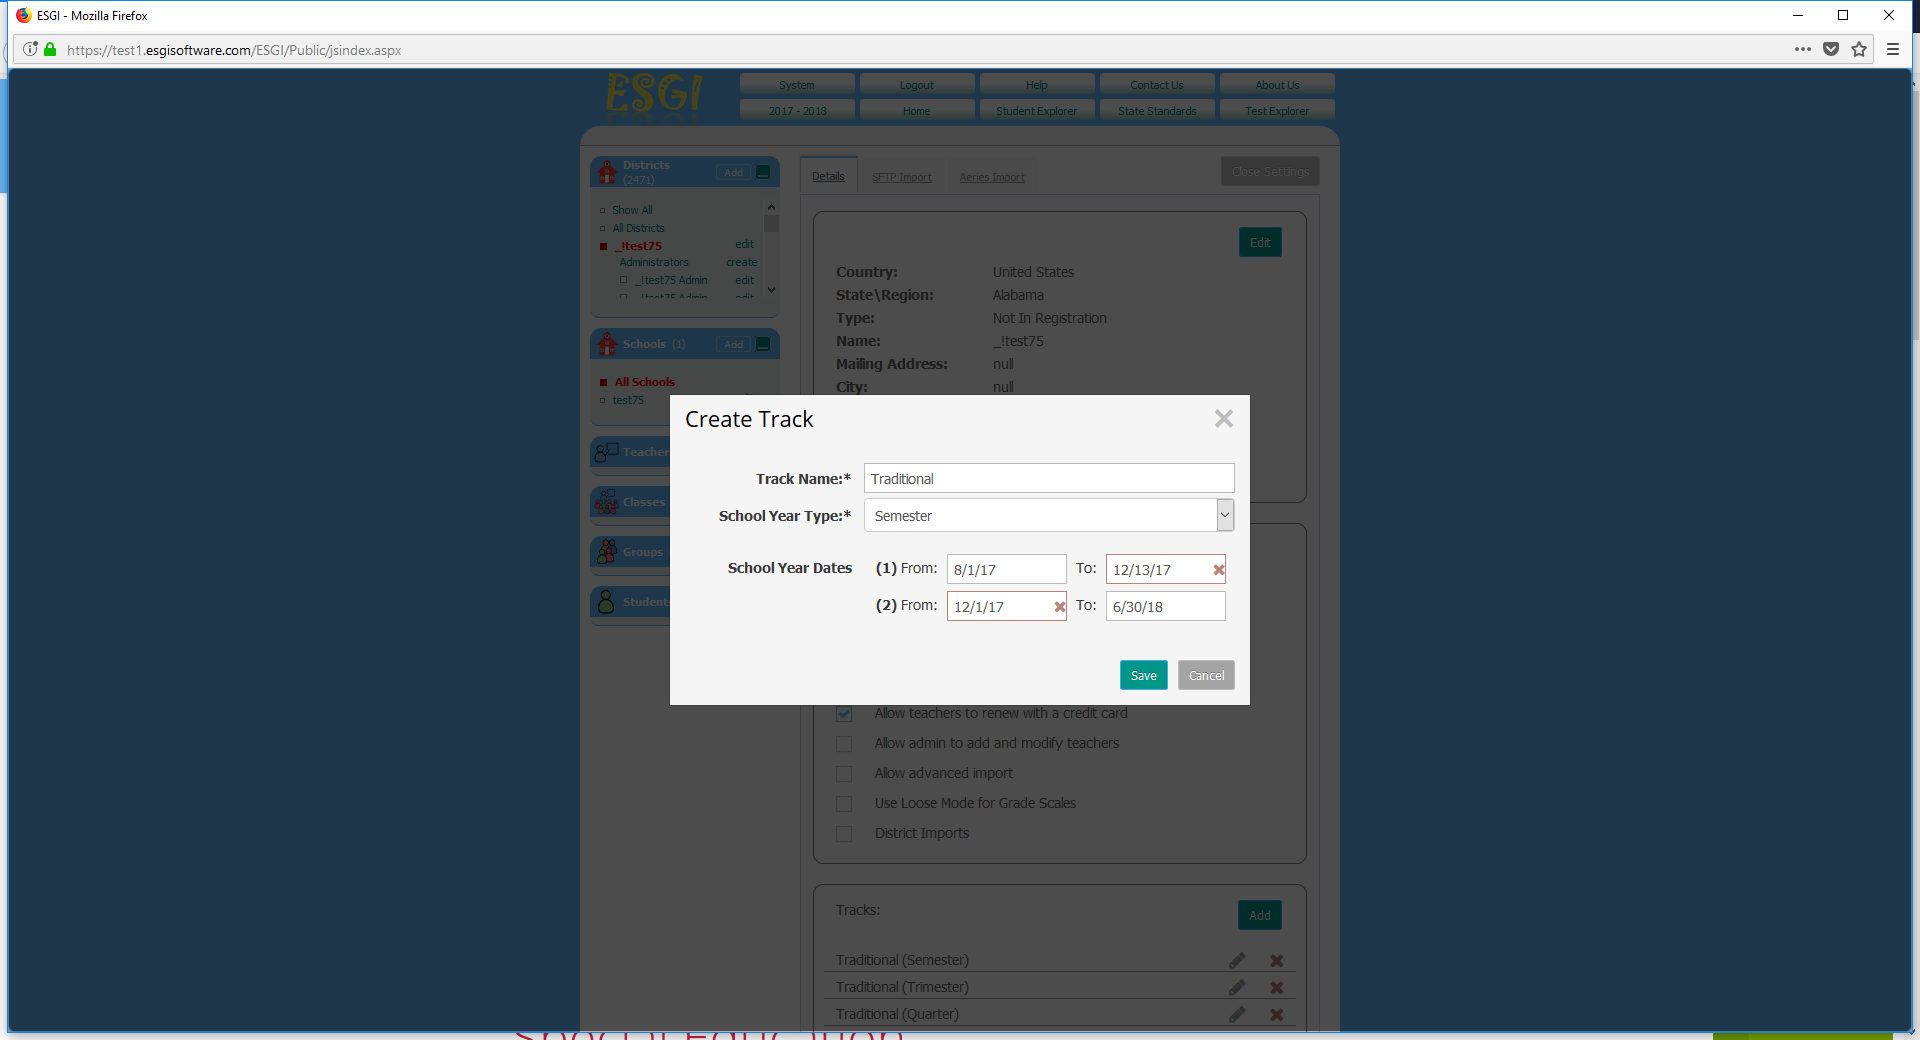 ESGI - Mozilla Firefox
https://test1.esgisoftware.com/ESGI/Public/jsindex.aspx
ESGI
System
Logout
Help
Contact Us
About Us
2017 - 2018
Home
Student Explorer
State Standards
Test Explorer
Districts
(2471)
Add
Show All
All Districts
_!test75
edit
Administrators
create
_!test75 Admin
edit
_!test75 Admin
edit
Schools (1)
Add
All Schools
test75
Teacher
Classes
Groups
Student
Details
SFTP Import
Aeries Import
Close Settings
Edit
Country: United States
State\Region: Alabama
Type: Not In Registration
Name: _!test75
Mailing Address: null
City: null
Create Track
Track Name:* Traditional
School Year Type:* Semester
School Year Dates (1) From: 8/1/17 To: 12/13/17
(2) From: 12/1/17 To: 6/30/18
Save
Cancel
Allow teachers to renew with a credit card
Allow admin to add and modify teachers
Allow advanced import
Use Loose Mode for Grade Scales
District Imports
Tracks:
Add
Traditional (Semester)
Traditional (Trimester)
Traditional (Quarter)
Special Education